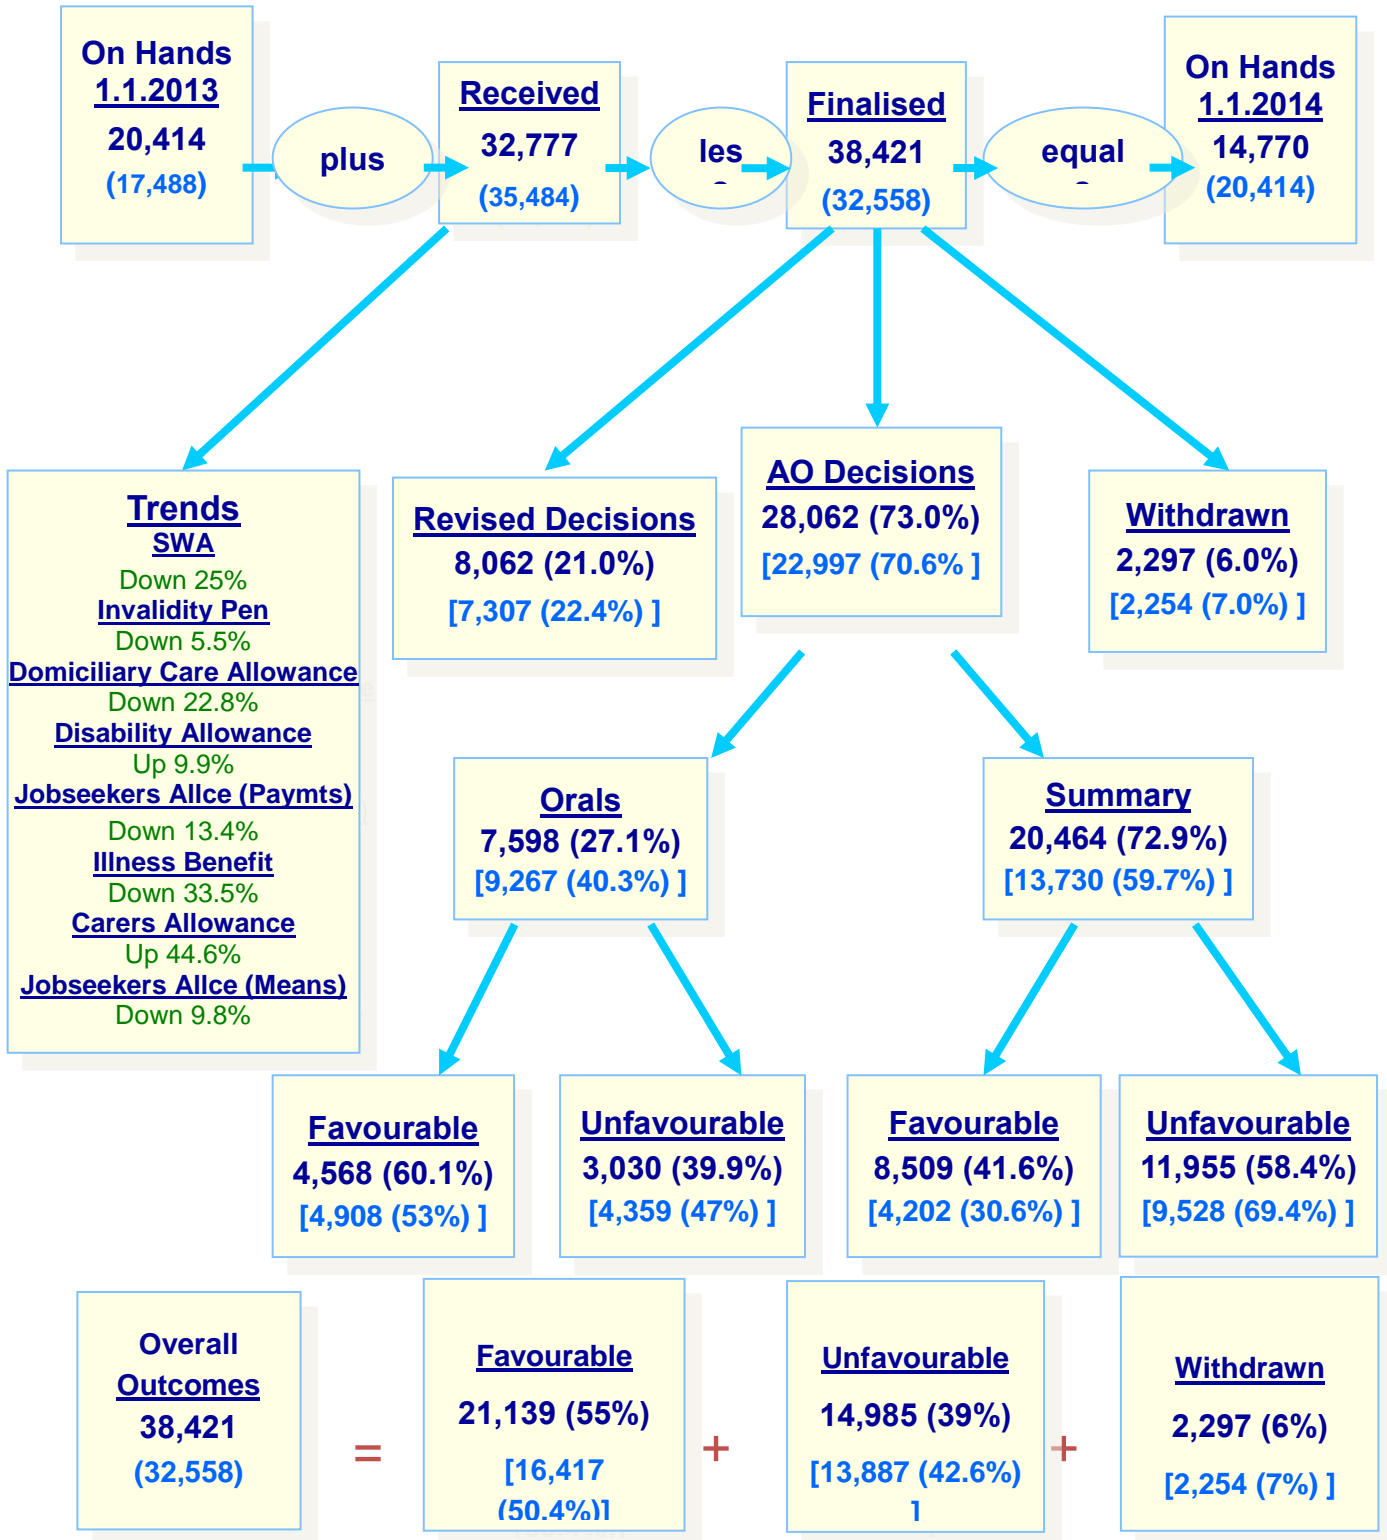 On Hands
1.1.2013
20,414
(17,488)
plus
Received
32,777
(35,484)
les
Finalised
38,421
(32,558)
equal
On Hands
1.1.2014
14,770
(20,414)
Trends
SWA
Down 25%
Invalidity Pen
Down 5.5%
Domiciliary Care Allowance
Down 22.8%
Disability Allowance
Up 9.9%
Jobseekers Allce (Paymts)
Down 13.4%
Illness Benefit
Down 33.5%
Carers Allowance
Up 44.6%
Jobseekers Allce (Means)
Down 9.8%
Revised Decisions
8,062 (21.0%)
[7,307 (22.4%) ]
AO Decisions
28,062 (73.0%)
[22,997 (70.6% ]
Withdrawn
2,297 (6.0%)
[2,254 (7.0%) ]
Orals
7,598 (27.1%)
[9,267 (40.3%) ]
Summary
20,464 (72.9%)
[13,730 (59.7%) ]
Favourable
4,568 (60.1%)
[4,908 (53%) ]
Unfavourable
3,030 (39.9%)
[4,359 (47%) ]
Favourable
8,509 (41.6%)
[4,202 (30.6%) ]
Unfavourable
11,955 (58.4%)
[9,528 (69.4%) ]
Overall
Outcomes
38,421
(32,558)
=
Favourable
21,139 (55%)
[16,417
(50.4%)]
+
Unfavourable
14,985 (39%)
[13,887 (42.6%)
]
+
Withdrawn
2,297 (6%)
[2,254 (7%) ]